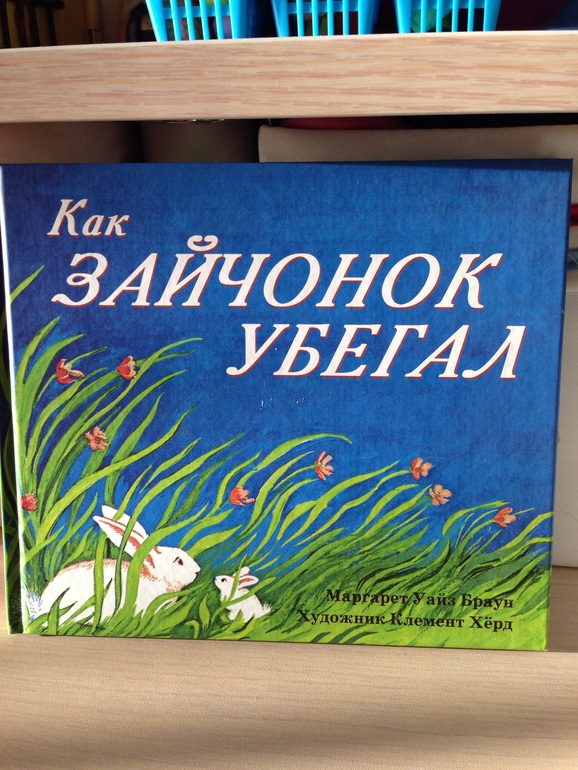 Как
ЗАЙЧОНОК
УБЕГАЛ
Маргарет Уайз Браун
Художник Клемент Хёрд